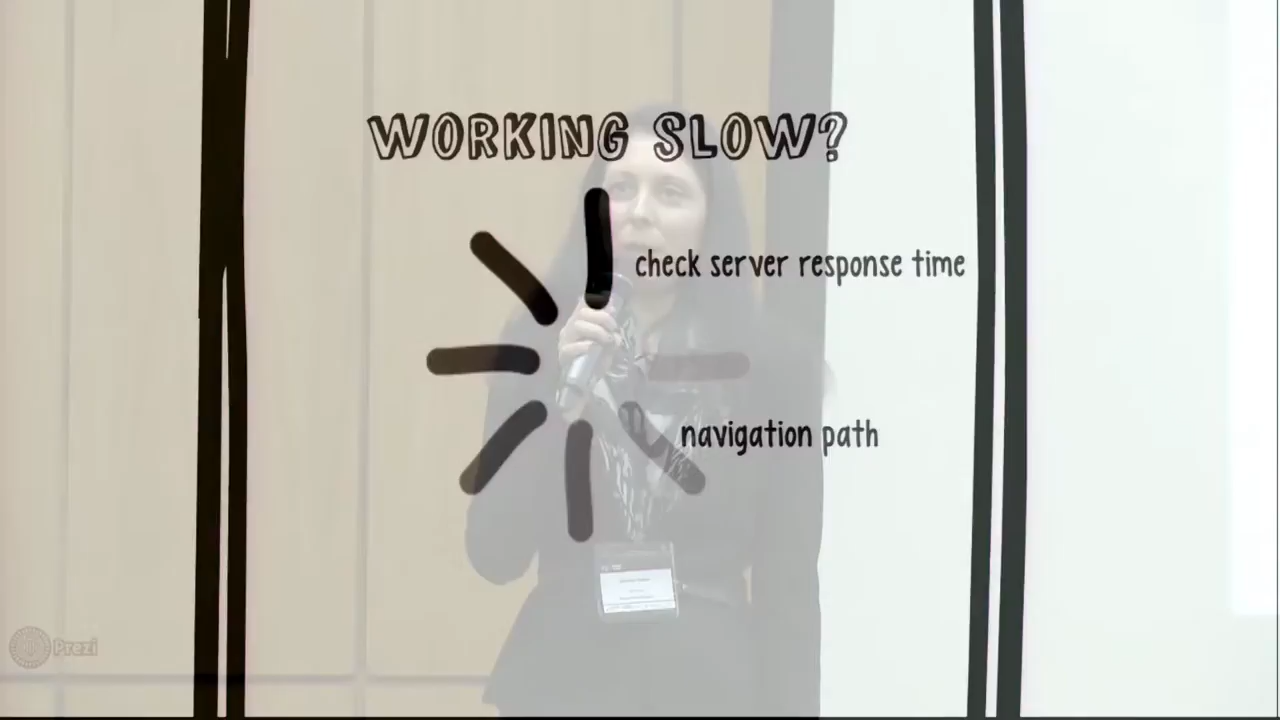 WORKING SLOW?
check server response time
navigation path
Prezi